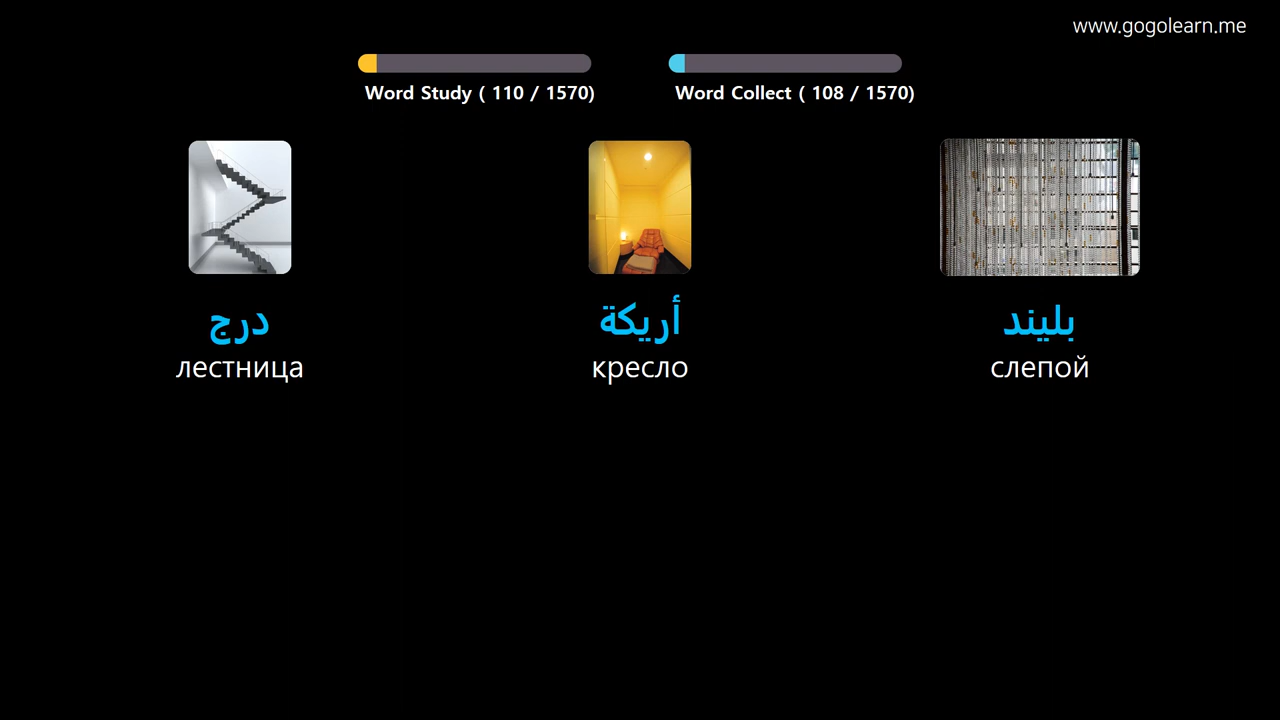 www.gogolearn.me
Word Study ( 110 / 1570)
Word Collect ( 108 / 1570)
درج
أريكة
بليند
лестница
кресло
слепой